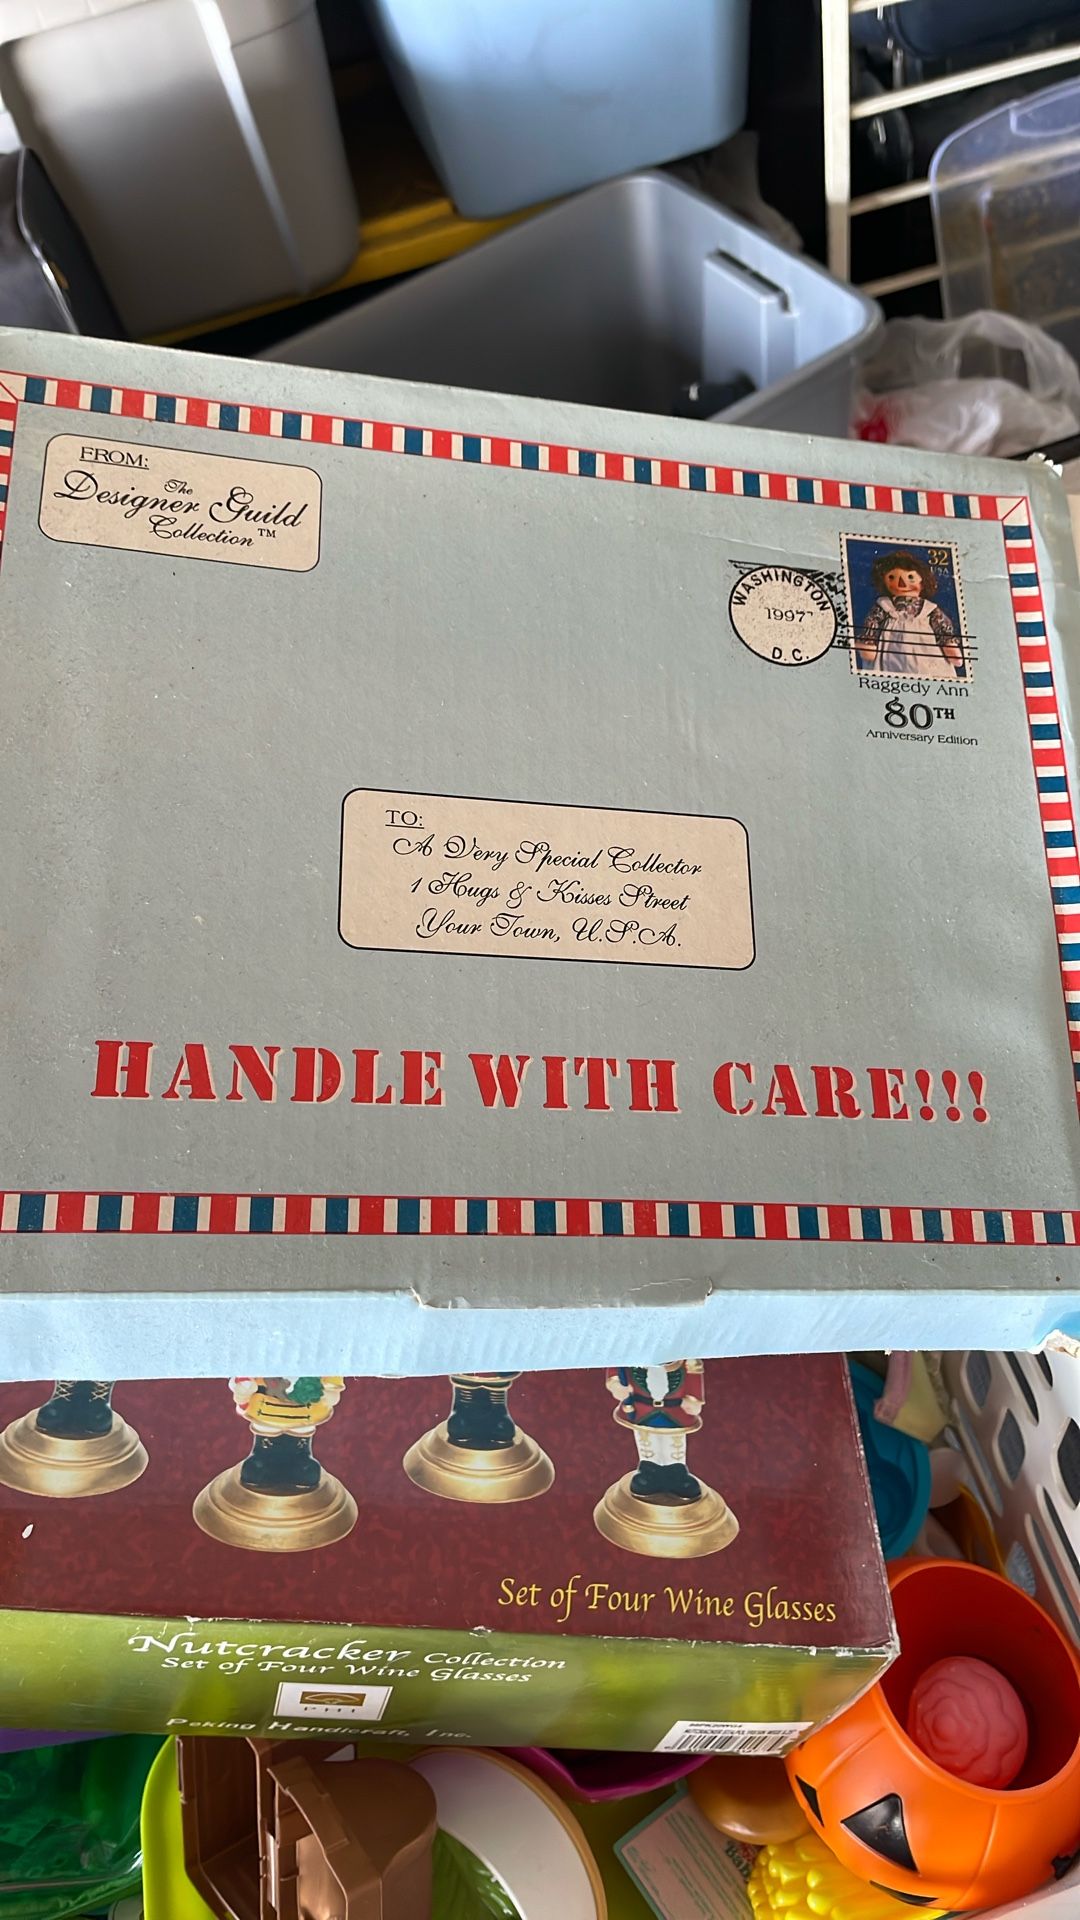 FROM:
The
Designer Guild
Collection™
WASHINGTON
1997
D.C.
32
USA
Raggedy Ann
80TH
Anniversary Edition
TO:
A Very Special Collector
1 Hugs & Kisses Street
Your Town, U.S.A.
HANDLE WITH CARE!!!
Set of Four Wine Glasses
Nutcracker Collection
Set of Four Wine Glasses
PHI
Peking Handicraft, Inc.